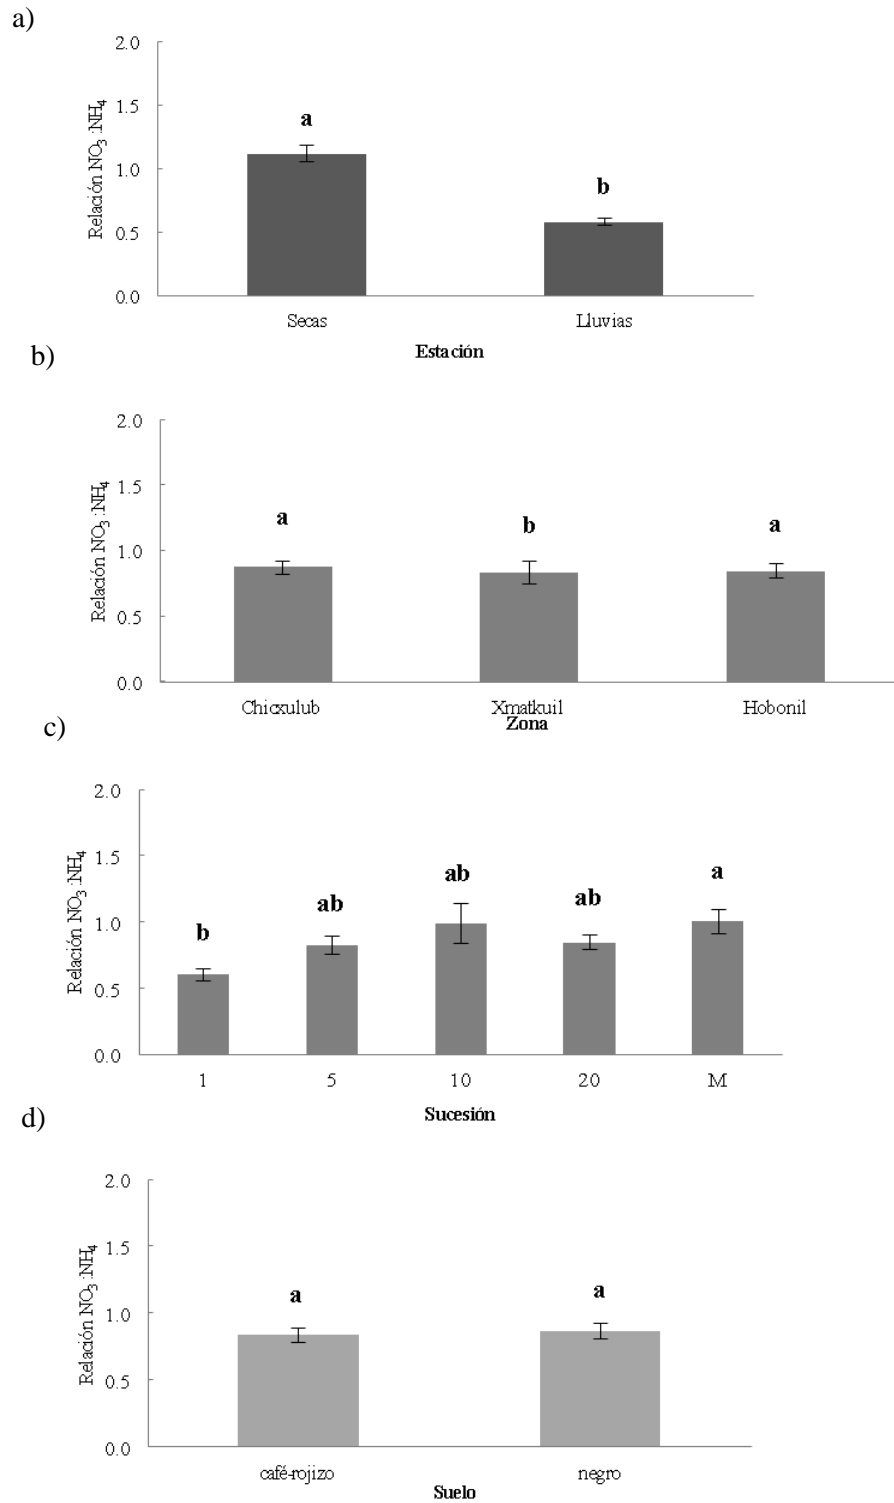 a)
2.0
1.5
1.0
0.5
0.0
Relación NO3 :NH4
a
b
Secas Lluvias
Estación
b)
2.0
1.5
1.0
0.5
0.0
Relación NO3 :NH4
a
b
a
Chicxulub Xmatkuil Hobonil
Zona
c)
2.0
1.5
1.0
0.5
0.0
Relación NO3 :NH4
b
ab
ab
ab
a
1 5 10 20 M
Sucesión
d)
2.0
1.5
1.0
0.5
0.0
Relación NO3 :NH4
a
a
café-rojizo negro
Suelo